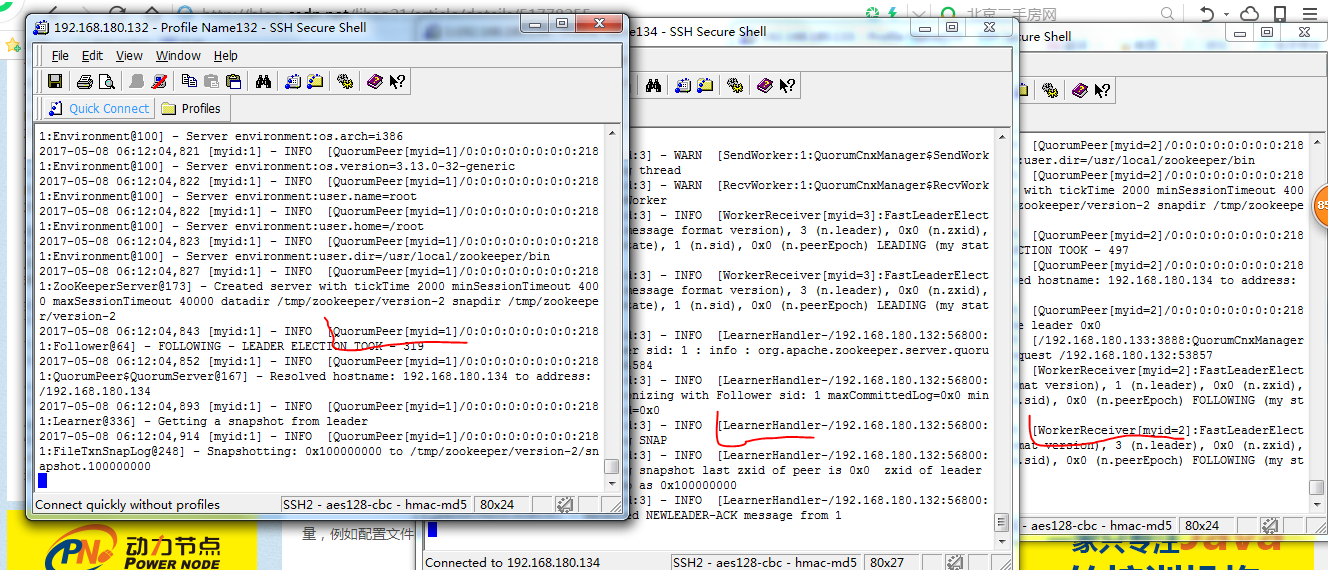 192.168.180.132 - Profile Name132 - SSH Secure Shell
File Edit View Window Help
Quick Connect Profiles
1:Environment@100] - Server environment:os.arch=i386
2017-05-08 06:12:04,821 [myid:1] - INFO [QuorumPeer[myid=1]/0:0:0:0:0:0:0:0:218
1:Environment@100] - Server environment:os.version=3.13.0-32-generic
2017-05-08 06:12:04,822 [myid:1] - INFO [QuorumPeer[myid=1]/0:0:0:0:0:0:0:0:218
1:Environment@100] - Server environment:user.name=root
2017-05-08 06:12:04,822 [myid:1] - INFO [QuorumPeer[myid=1]/0:0:0:0:0:0:0:0:218
1:Environment@100] - Server environment:user.home=/root
2017-05-08 06:12:04,823 [myid:1] - INFO [QuorumPeer[myid=1]/0:0:0:0:0:0:0:0:218
1:Environment@100] - Server environment:user.dir=/usr/local/zookeeper/bin
2017-05-08 06:12:04,827 [myid:1] - INFO [QuorumPeer[myid=1]/0:0:0:0:0:0:0:0:218
1:ZooKeeperServer@173] - Created server with tickTime 2000 minSessionTimeout 400
0 maxSessionTimeout 40000 datadir /tmp/zookeeper/version-2 snapdir /tmp/zookeepe
r/version-2
2017-05-08 06:12:04,843 [myid:1] - INFO [QuorumPeer[myid=1]/0:0:0:0:0:0:0:0:218
1:Follower@64] - FOLLOWING - LEADER ELECTION TOOK - 319
2017-05-08 06:12:04,852 [myid:1] - INFO [QuorumPeer[myid=1]/0:0:0:0:0:0:0:0:218
1:QuorumPeer$QuorumServer@167] - Resolved hostname: 192.168.180.134 to address:
/192.168.180.134
2017-05-08 06:12:04,893 [myid:1] - INFO [QuorumPeer[myid=1]/0:0:0:0:0:0:0:0:218
1:Learner@336] - Getting a snapshot from leader
2017-05-08 06:12:04,914 [myid:1] - INFO [QuorumPeer[myid=1]/0:0:0:0:0:0:0:0:218
1:FileTxnSnapLog@248] - Snapshotting: 0x100000000 to /tmp/zookeeper/version-2/sn
apshot.100000000
Connect quickly without profiles SSH2 - aes128-cbc - hmac-md5 80x24
e134 - SSH Secure Shell
d:3] - WARN [SendWorker:1:QuorumCnxManager$SendWork
g thread
d:3] - WARN [RecvWorker:1:QuorumCnxManager$RecvWork
Worker
d:3] - INFO [WorkerReceiver[myid=3]:FastLeaderElect
message format version), 3 (n.leader), 0x0 (n.zxid),
tate), 1 (n.sid), 0x0 (n.peerEpoch) LEADING (my stat
d:3] - INFO [WorkerReceiver[myid=3]:FastLeaderElect
message format version), 3 (n.leader), 0x0 (n.zxid),
tate), 1 (n.sid), 0x0 (n.peerEpoch) LEADING (my stat
d:3] - INFO [LearnerHandler-/192.168.180.132:56800:
er sid: 1 : info : org.apache.zookeeper.server.quoru
584
d:3] - INFO [LearnerHandler-/192.168.180.132:56800:
onizing with Follower sid: 1 maxCommittedLog=0x0 min
d=0x0
d:3] - INFO [LearnerHandler-/192.168.180.132:56800:
g SNAP
d:3] - INFO [LearnerHandler-/192.168.180.132:56800:
r snapshot last zxid of peer is 0x0 zxid of leader
p as 0x100000000
d:3] - INFO [LearnerHandler-/192.168.180.132:56800:
ed NEWLEADER-ACK message from 1
Connected to 192.168.180.134 SSH2 - aes128-cbc - hmac-md5 80x27
Shell
[QuorumPeer[myid=2]/0:0:0:0:0:0:0:0:218
:user.dir=/usr/local/zookeeper/bin
[QuorumPeer[myid=2]/0:0:0:0:0:0:0:0:218
with tickTime 2000 minSessionTimeout 400
ookeeper/version-2 snapdir /tmp/zookeepe
[QuorumPeer[myid=2]/0:0:0:0:0:0:0:0:218
CTION TOOK - 497
[QuorumPeer[myid=2]/0:0:0:0:0:0:0:0:218
ed hostname: 192.168.180.134 to address:
[QuorumPeer[myid=2]/0:0:0:0:0:0:0:0:218
e leader 0x0
[/192.168.180.133:3888:QuorumCnxManager
quest /192.168.180.132:53857
[WorkerReceiver[myid=2]:FastLeaderElect
mat version), 1 (n.leader), 0x0 (n.zxid),
.sid), 0x0 (n.peerEpoch) FOLLOWING (my st
[WorkerReceiver[myid=2]:FastLeaderElect
mat version), 3 (n.leader), 0x0 (n.zxid),
.sid), 0x0 (n.peerEpoch) FOLLOWING (my st
- aes128-cbc - hmac-md5 80x24
北京二手房网
85
量，例如配置文件
动力节点
POWER NODE